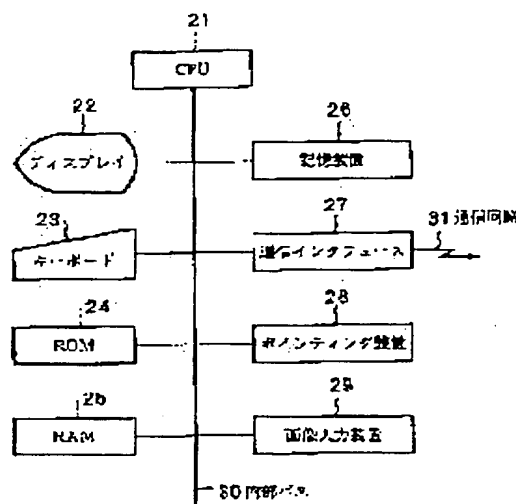 21
CPU
22
ディスプレイ
26
記憶装置
23
キーボード
27
通信インタフェース
31 通信回線
24
ROM
28
ポインティング装置
25
RAM
29
画像入力装置
30 内部バス